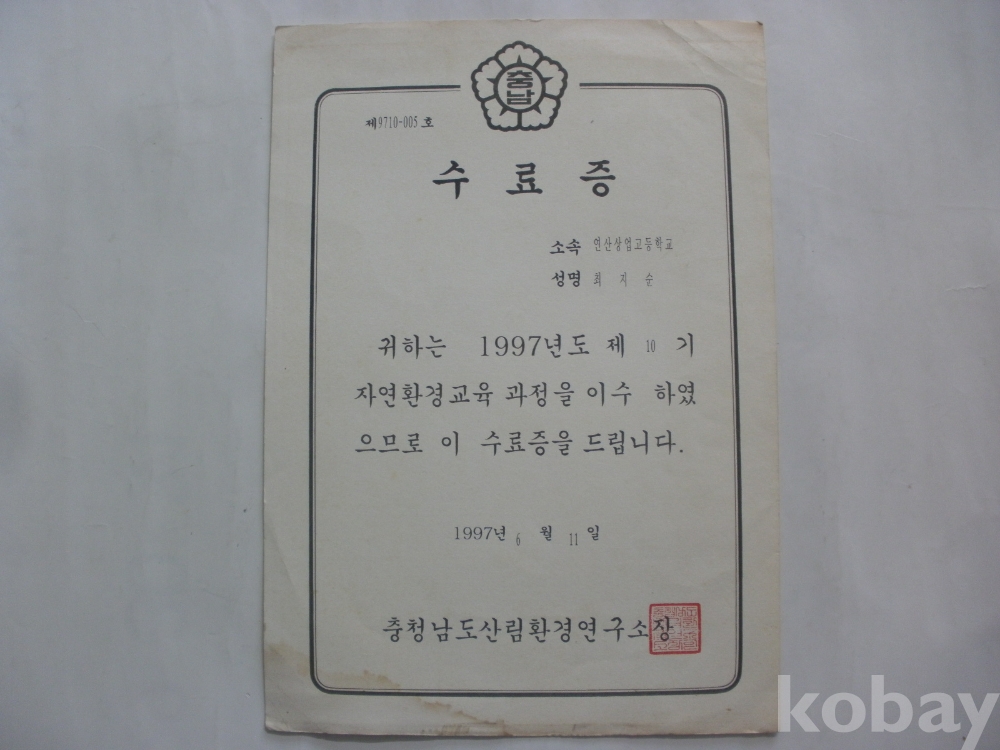 충남
제9710-005호
수료증
소속 연산상업고등학교
성명 최지순
귀하는 1997년도 제 10 기
자연환경교육 과정을 이수 하였
으므로 이 수료증을 드립니다.
1997년 6 월 11 일
충청남도산림환경연구소장
kobay